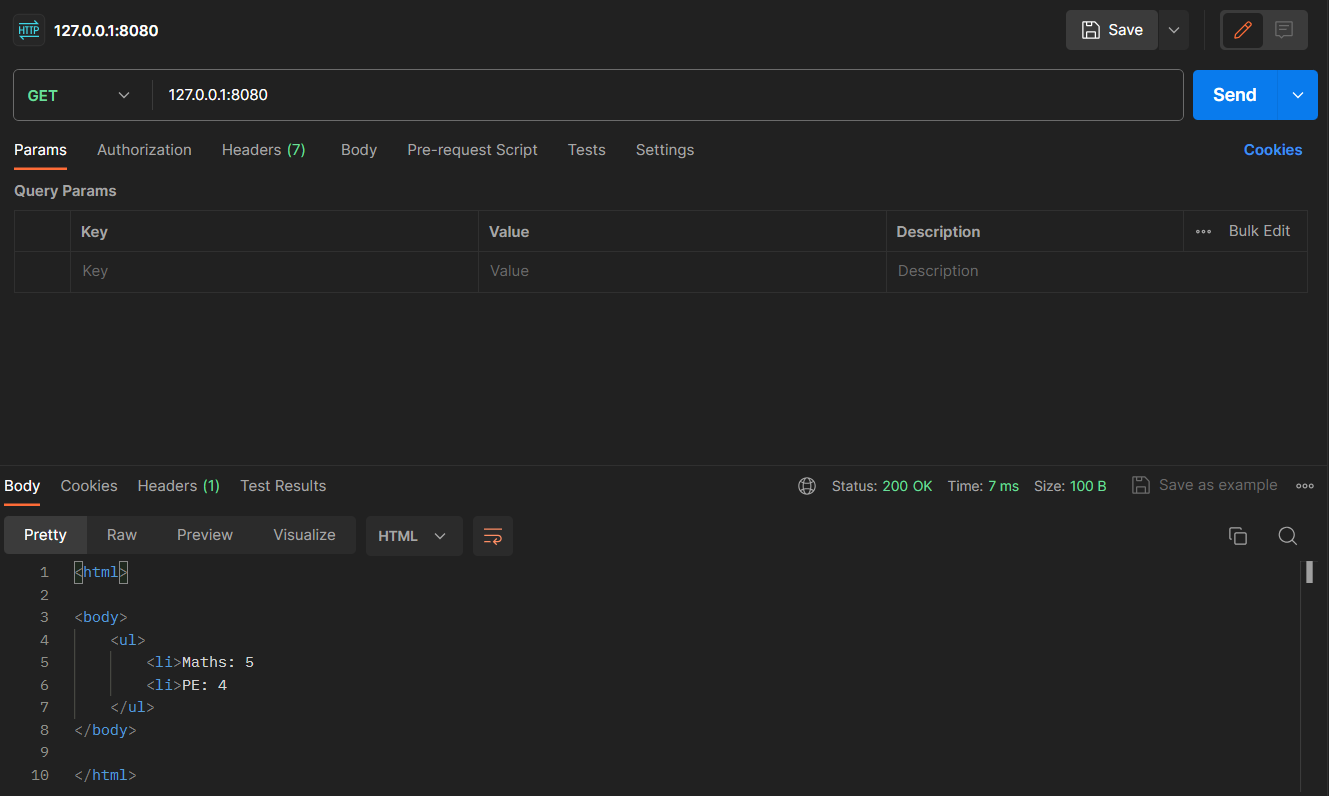 HTTP 127.0.0.1:8080 Save
GET 127.0.0.1:8080 Send
Params Authorization Headers (7) Body Pre-request Script Tests Settings Cookies
Query Params
Key Value Description Bulk Edit
Key Value Description
Body Cookies Headers (1) Test Results Status: 200 OK Time: 7 ms Size: 100 B Save as example
Pretty Raw Preview Visualize HTML
1 <html>
2
3 <body>
4 <ul>
5 <li>Maths: 5
6 <li>PE: 4
7 </ul>
8 </body>
9
10 </html>